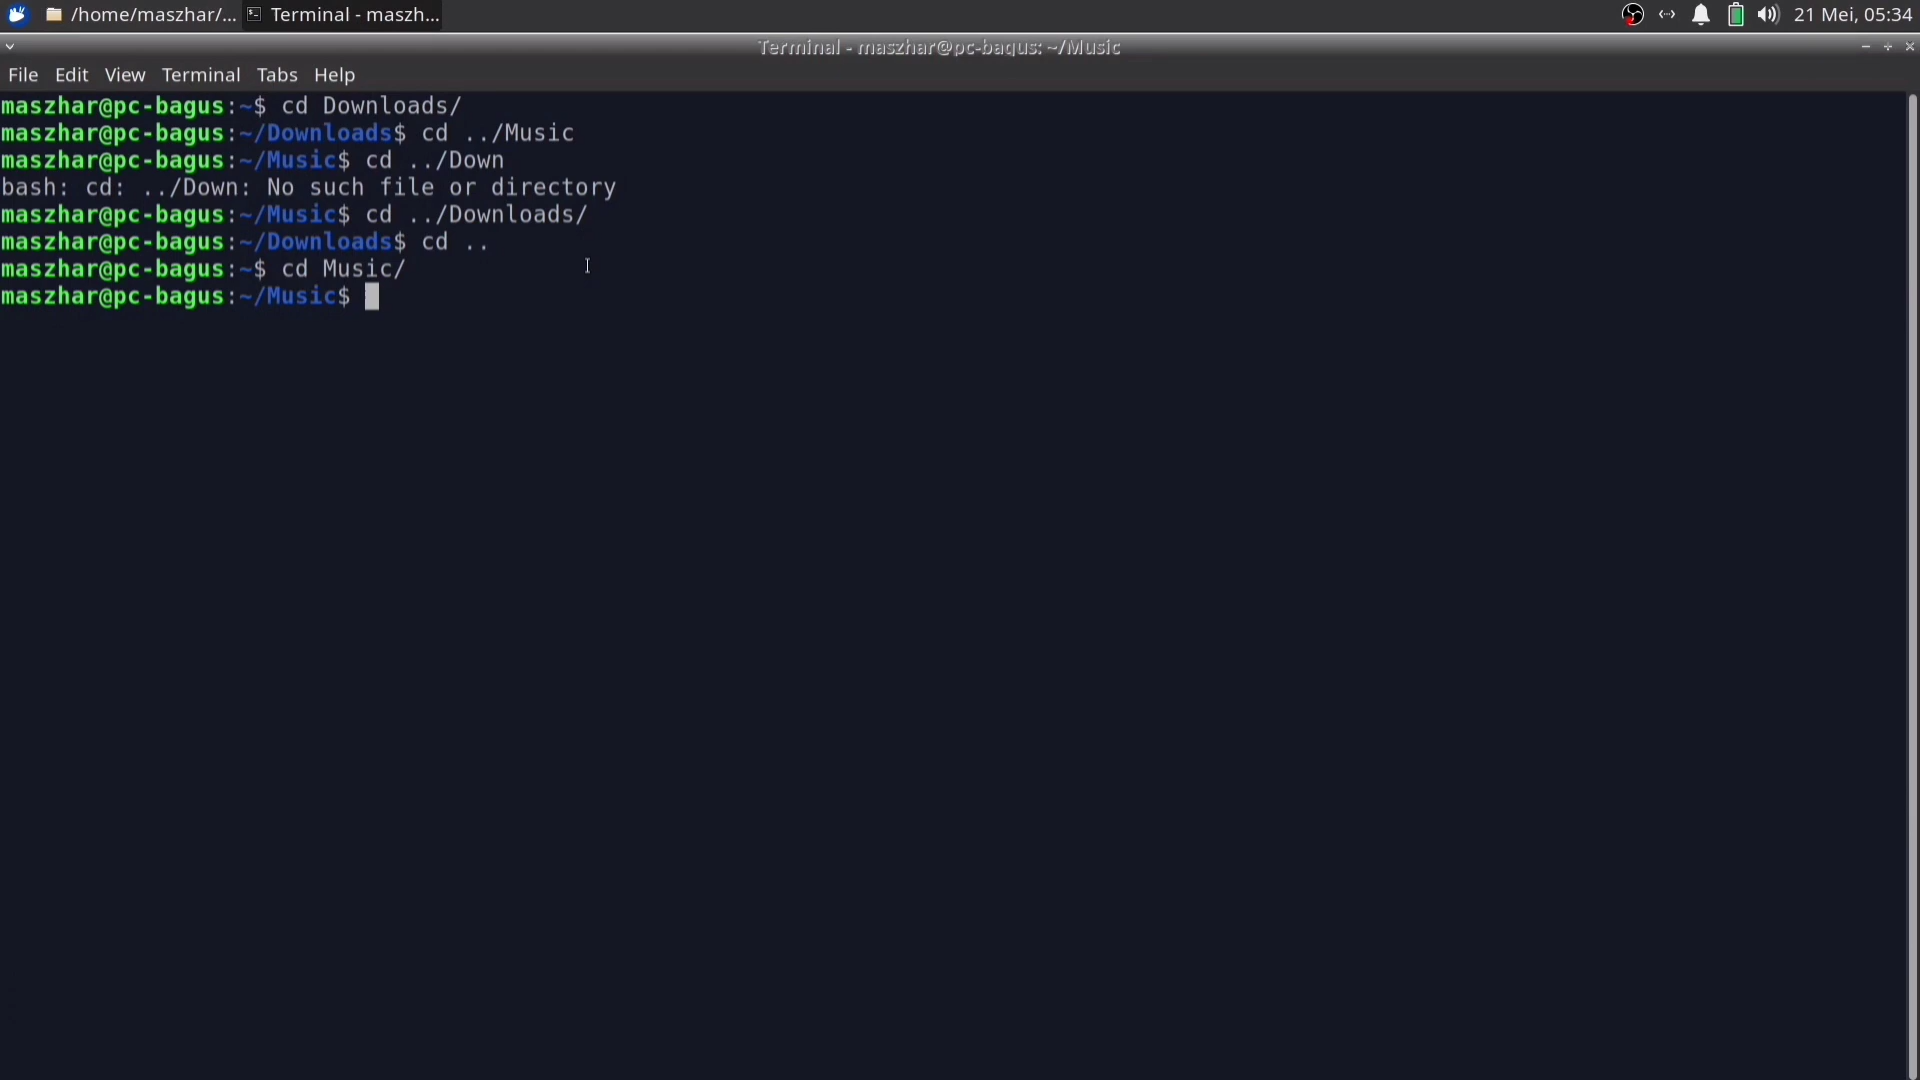 /home/maszhar/... Terminal - maszh... 21 Mei, 05:34
Terminal - maszhar@pc-bagus: ~/Music
File Edit View Terminal Tabs Help
maszhar@pc-bagus:~$ cd Downloads/
maszhar@pc-bagus:~/Downloads$ cd ../Music
maszhar@pc-bagus:~/Music$ cd ../Down
bash: cd: ../Down: No such file or directory
maszhar@pc-bagus:~/Music$ cd ../Downloads/
maszhar@pc-bagus:~/Downloads$ cd ..
maszhar@pc-bagus:~$ cd Music/
maszhar@pc-bagus:~/Music$